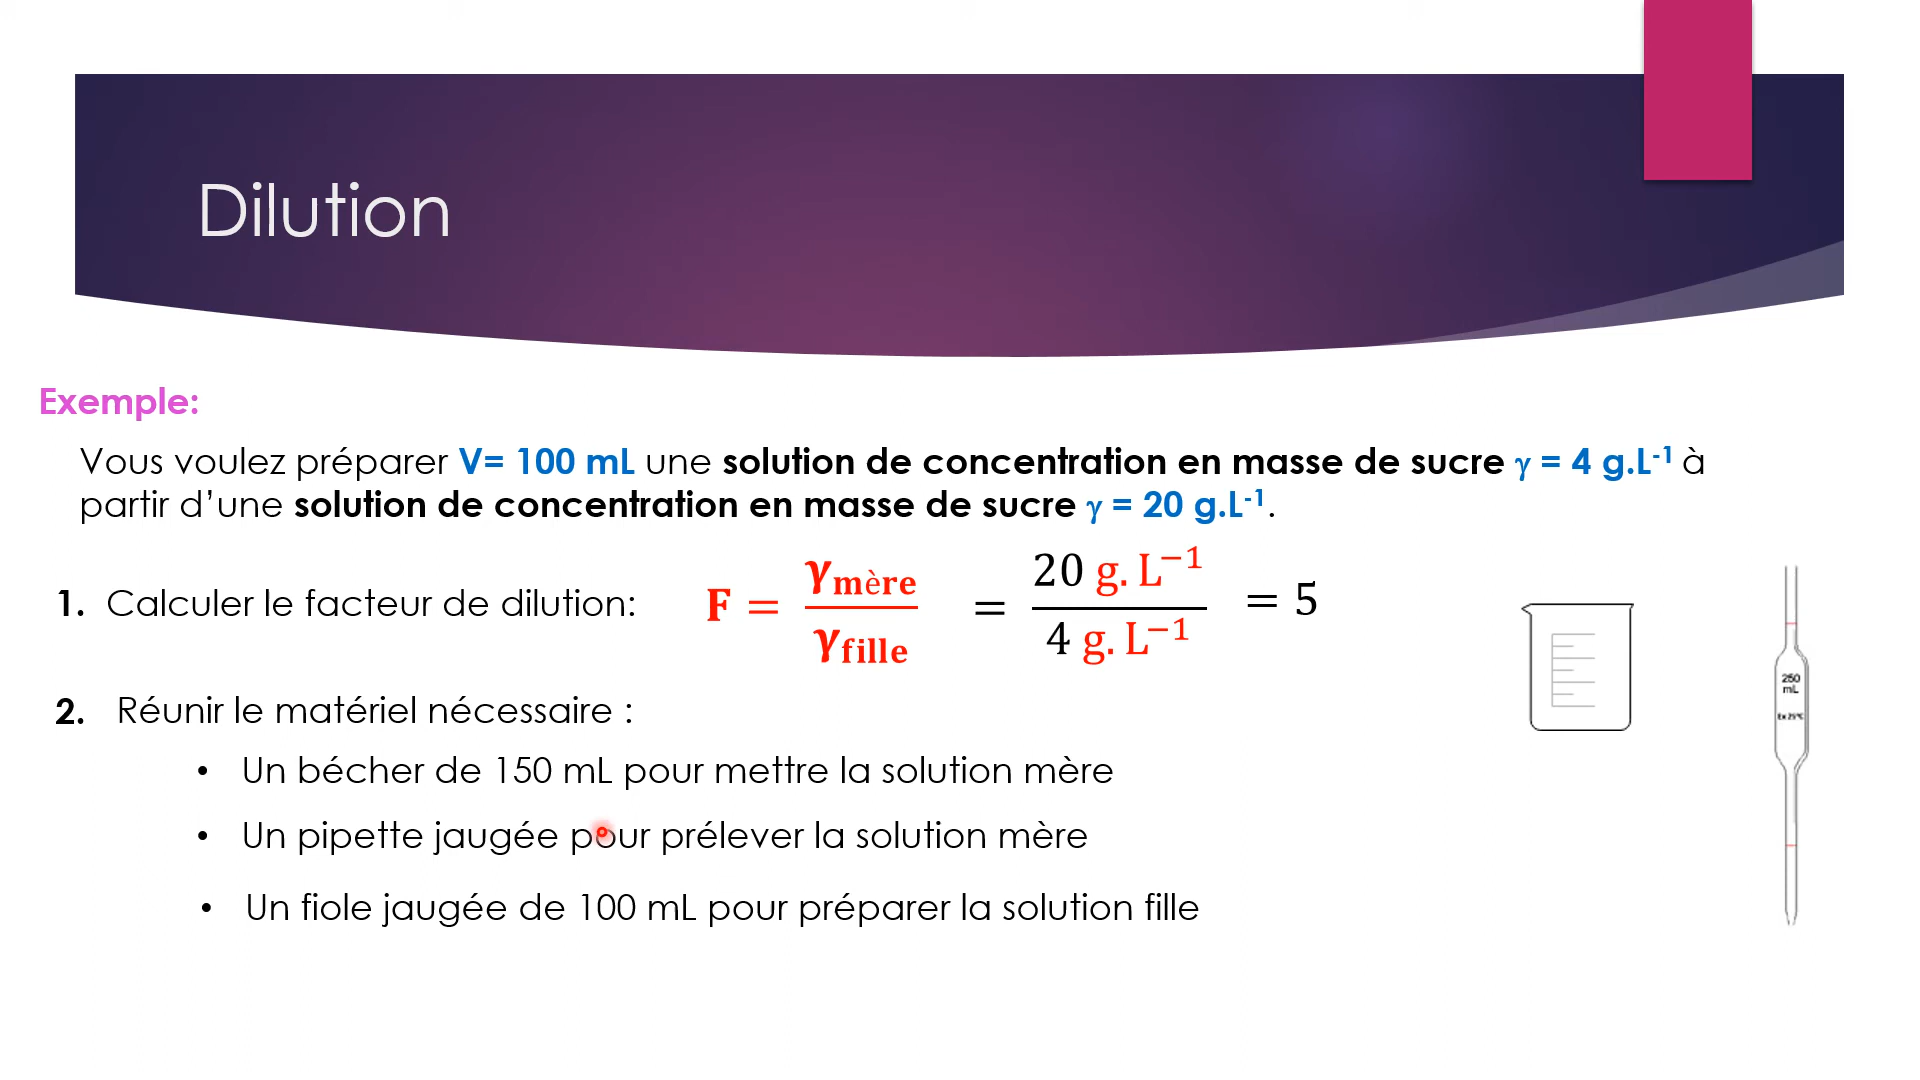 Dilution
Exemple:
Vous voulez préparer V= 100 mL une solution de concentration en masse de sucre γ = 4 g.L⁻¹ à
partir d’une solution de concentration en masse de sucre γ = 20 g.L⁻¹.
1. Calculer le facteur de dilution: F = γmère / γfille = 20 g. L⁻¹ / 4 g. L⁻¹ = 5
2. Réunir le matériel nécessaire :
• Un bécher de 150 mL pour mettre la solution mère
• Un pipette jaugée pour prélever la solution mère
• Un fiole jaugée de 100 mL pour préparer la solution fille
250
mL
Ex 25°C